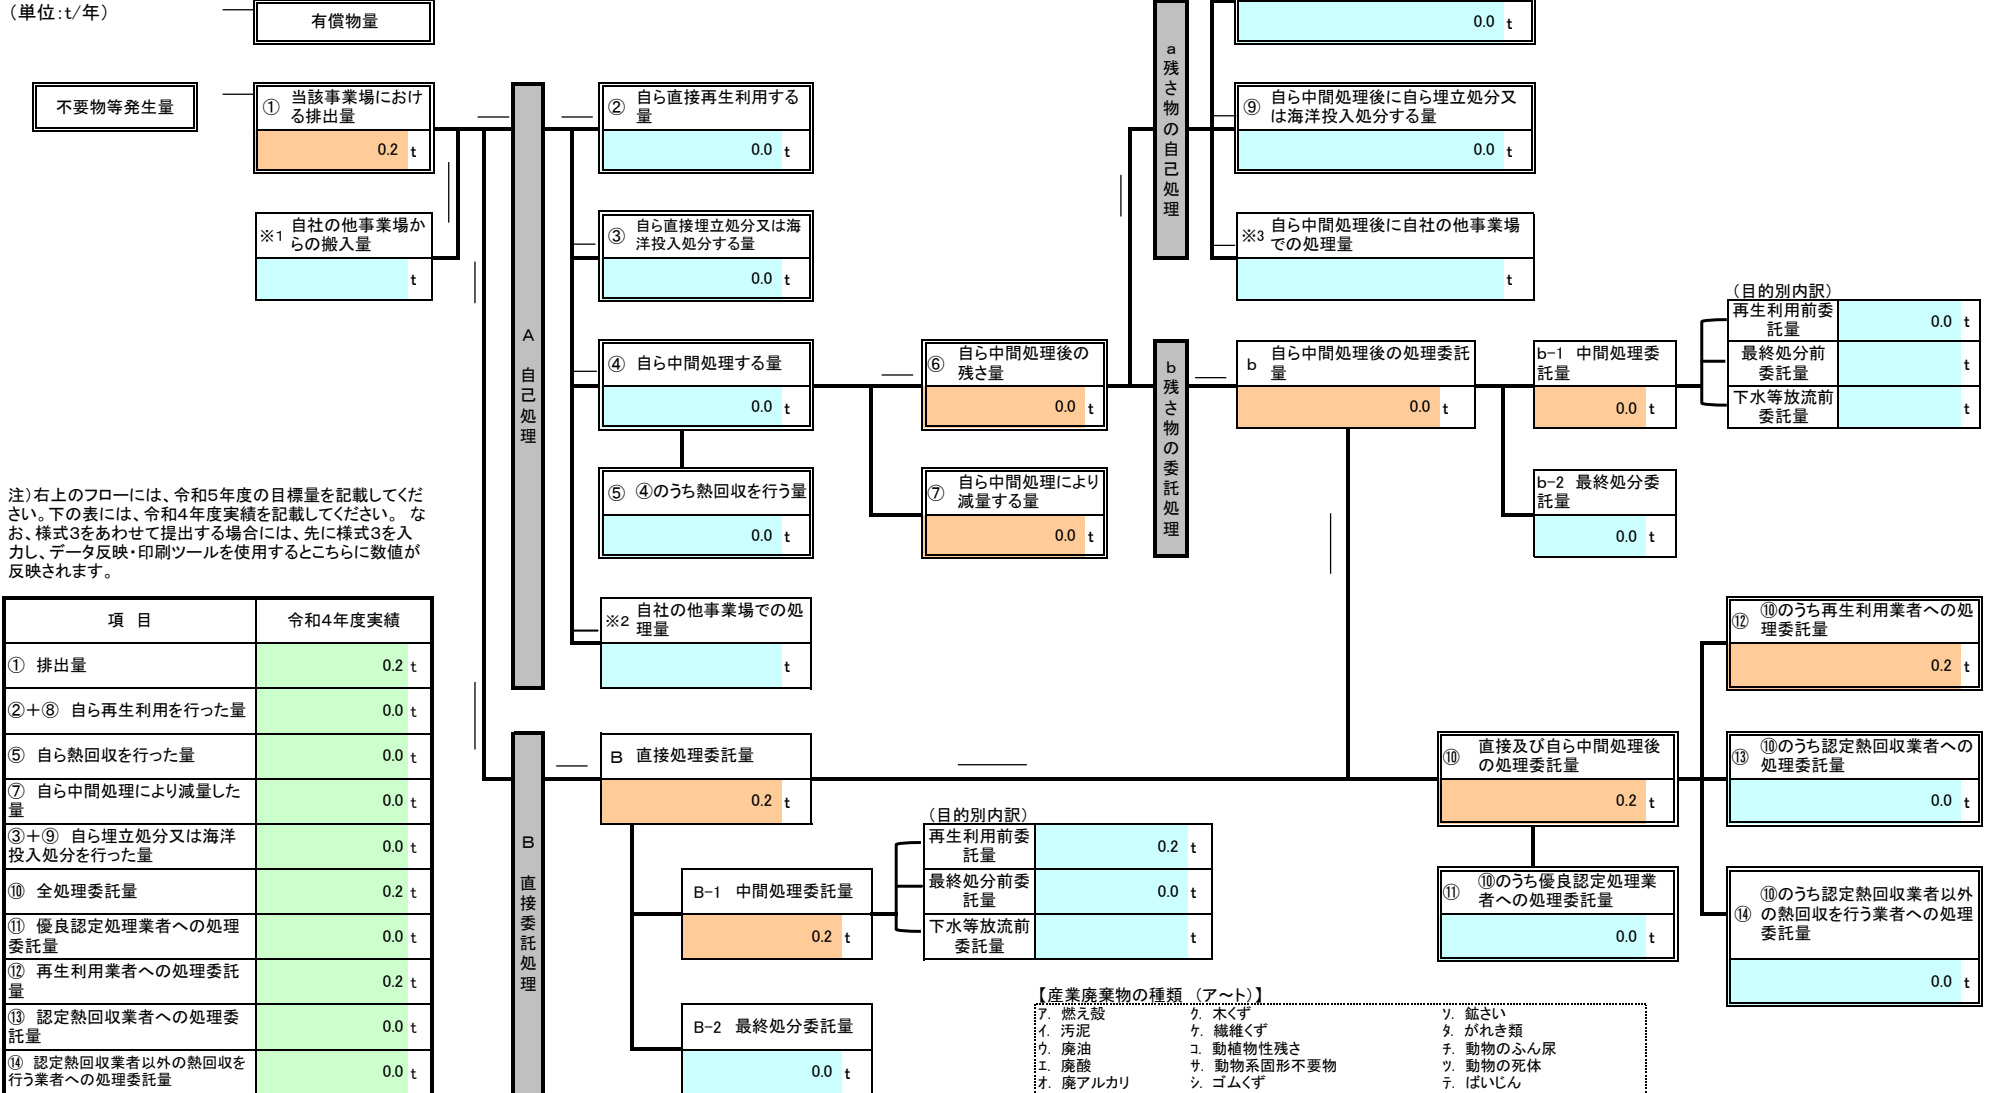 （単位:t/年）
有償物量
0.0 t
不要物等発生量
① 当該事業場におけ
る排出量
0.2 t
② 自ら直接再生利用する
量
0.0 t
a
残
さ
物
の
自
己
処
理
⑨ 自ら中間処理後に自ら埋立処分又
は海洋投入処分する量
0.0 t
※1 自社の他事業場か
らの搬入量
t
③ 自ら直接埋立処分又は海
洋投入処分する量
0.0 t
※3 自ら中間処理後に自社の他事業場
での処理量
t
A
自
己
処
理
④ 自ら中間処理する量
0.0 t
⑥ 自ら中間処理後の
残さ量
0.0 t
b
残
さ
物
の
委
託
処
理
b 自ら中間処理後の処理委託
量
0.0 t
b-1 中間処理委
託量
0.0 t
（目的別内訳）
再生利用前委
託量
0.0 t
最終処分前
委託量
t
下水等放流前
委託量
t
⑤ ④のうち熱回収を行う量
0.0 t
⑦ 自ら中間処理により
減量する量
0.0 t
b-2 最終処分委
託量
0.0 t
注）右上のフローには、令和5年度の目標量を記載してくだ
さい。下の表には、令和4年度実績を記載してください。 な
お、様式3をあわせて提出する場合には、先に様式3を入
力し、データ反映・印刷ツールを使用するとこちらに数値が
反映されます。
※2 自社の他事業場での処
理量
t
項 目 令和4年度実績
① 排出量 0.2 t
②＋⑧ 自ら再生利用を行った量 0.0 t
⑤ 自ら熱回収を行った量 0.0 t
⑦ 自ら中間処理により減量した
量 0.0 t
③＋⑨ 自ら埋立処分又は海洋
投入処分を行った量 0.0 t
⑩ 全処理委託量 0.2 t
⑪ 優良認定処理業者への処理
委託量 0.0 t
⑫ 再生利用業者への処理委託
量 0.2 t
⑬ 認定熱回収業者への処理委
託量 0.0 t
⑭ 認定熱回収業者以外の熱回収を
行う業者への処理委託量 0.0 t
B
直
接
委
託
処
理
B 直接処理委託量
0.2 t
B-1 中間処理委託量
0.2 t
（目的別内訳）
再生利用前委
託量
0.2 t
最終処分前委
託量
0.0 t
下水等放流前
委託量
t
B-2 最終処分委託量
0.0 t
⑩ 直接及び自ら中間処理後
の処理委託量
0.2 t
⑪ ⑩のうち優良認定処理業
者への処理委託量
0.0 t
⑫ ⑩のうち再生利用業者への処
理委託量
0.2 t
⑬ ⑩のうち認定熱回収業者への
処理委託量
0.0 t
⑭ ⑩のうち認定熱回収業者以外
の熱回収を行う業者への処理
委託量
0.0 t
【産業廃棄物の種類 （ア～ト）】
ア. 燃え殻 ク. 木くず ソ. 鉱さい
イ. 汚泥 ケ. 繊維くず タ. がれき類
ウ. 廃油 コ. 動植物性残さ チ. 動物のふん尿
エ. 廃酸 サ. 動物系固形不要物 ツ. 動物の死体
オ. 廃アルカリ シ. ゴムくず テ. ばいじん